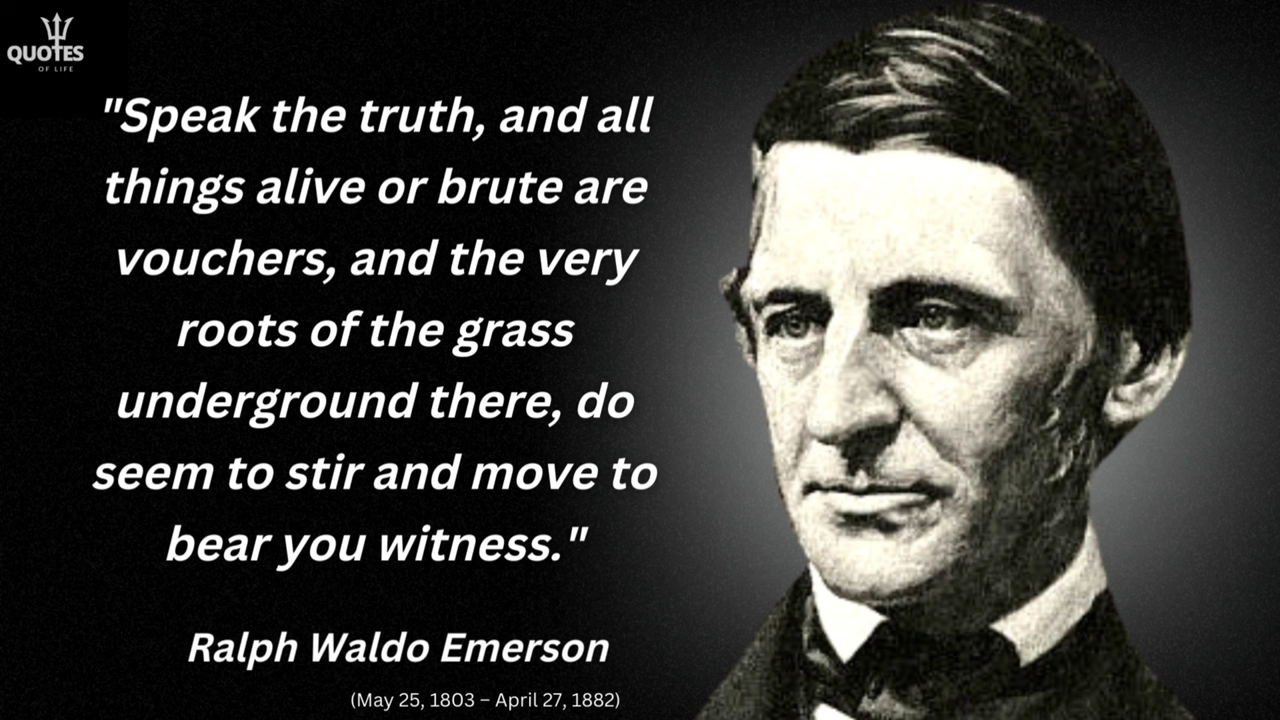 QUOTES
OF LIFE
"Speak the truth, and all
things alive or brute are
vouchers, and the very
roots of the grass
underground there, do
seem to stir and move to
bear you witness."
Ralph Waldo Emerson
(May 25, 1803 – April 27, 1882)